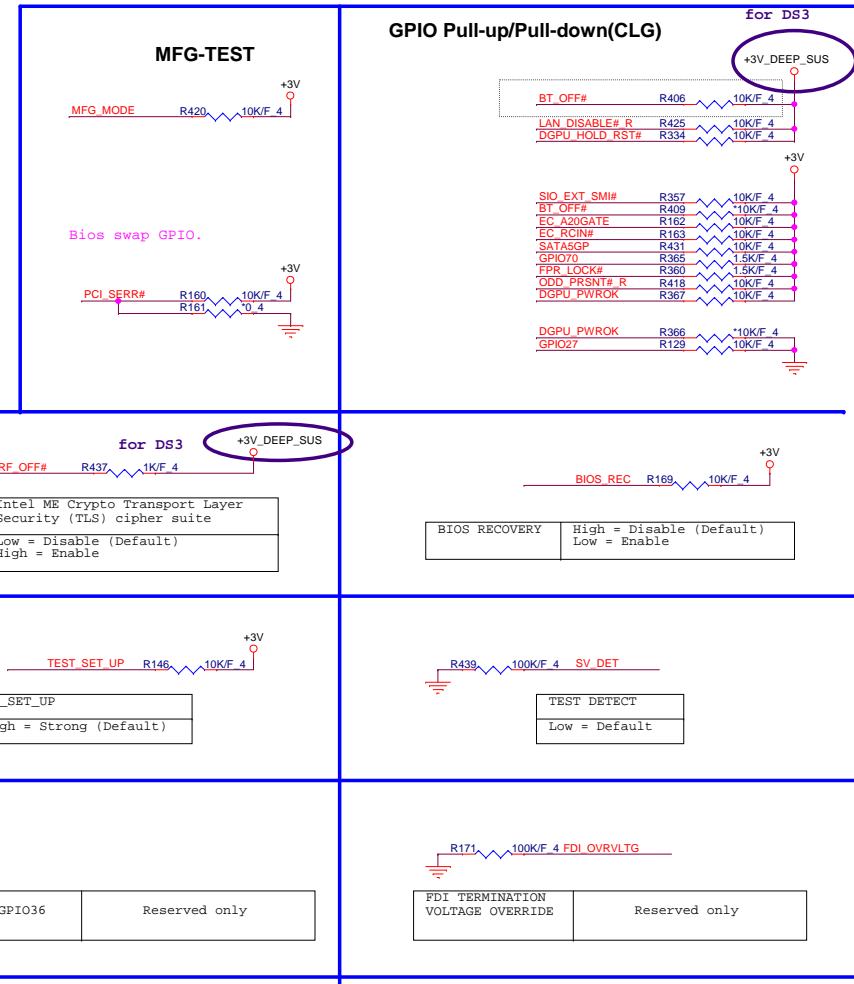 for DS3
GPIO Pull-up/Pull-down(CLG)
MFG-TEST
+3V_DEEP_SUS
+3V
MFG_MODE R420 10K/F_4
BT_OFF# R406 10K/F_4
LAN_DISABLE#_R R425 10K/F_4
DGPU_HOLD_RST# R334 10K/F_4
+3V
SIO_EXT_SMI# R357 10K/F_4
BT_OFF# R409 *10K/F_4
EC_A20GATE R162 10K/F_4
EC_RCIN# R163 10K/F_4
SATA5GP R431 10K/F_4
GPIO70 R365 1.5K/F_4
FPR_LOCK# R360 1.5K/F_4
ODD_PRSNT#_R R418 10K/F_4
DGPU_PWROK R367 10K/F_4
Bios swap GPIO.
+3V
PCI_SERR# R160 10K/F_4
R161 *0_4
DGPU_PWROK R366 *10K/F_4
GPIO27 R129 10K/F_4
for DS3
+3V_DEEP_SUS
RF_OFF# R437 1K/F_4
Intel ME Crypto Transport Layer
Security (TLS) cipher suite
Low = Disable (Default)
High = Enable
+3V
BIOS_REC R169 10K/F_4
BIOS RECOVERY
High = Disable (Default)
Low = Enable
+3V
TEST_SET_UP R146 10K/F_4
_SET_UP
gh = Strong (Default)
R439 100K/F_4 SV_DET
TEST DETECT
Low = Default
R171 100K/F_4 FDI_OVRVLTG
GPIO36
Reserved only
FDI TERMINATION
VOLTAGE OVERRIDE
Reserved only